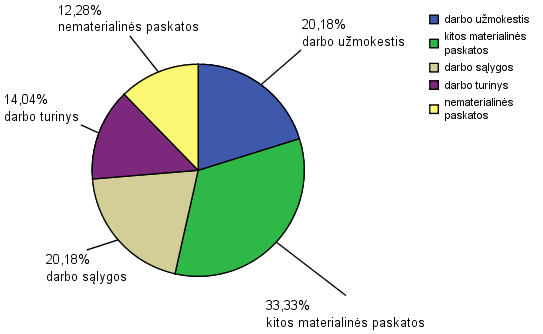 12,28%
nematerialinės paskatos
20,18%
darbo užmokestis
14,04%
darbo turinys
20,18%
darbo sąlygos
33,33%
kitos materialinės paskatos
darbo užmokestis
kitos materialinės
paskatos
darbo sąlygos
darbo turinys
nematerialinės
paskatos